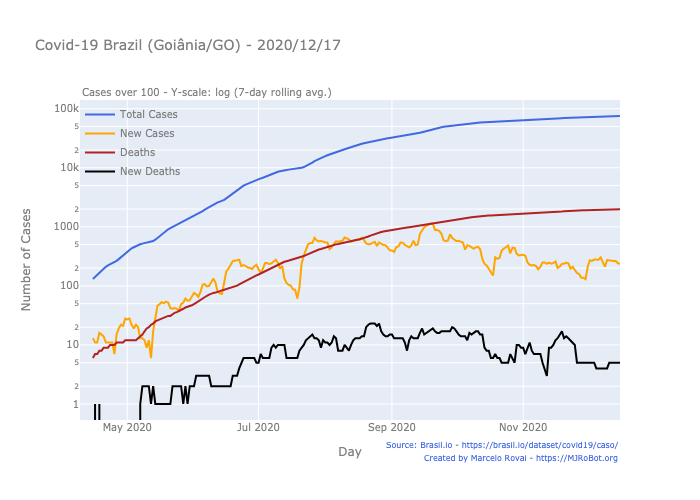 Covid-19 Brazil (Goiânia/GO) - 2020/12/17
Cases over 100 - Y-scale: log (7-day rolling avg.)
Total Cases
New Cases
Deaths
New Deaths
Number of Cases
100k
5
2
10k
5
2
1000
5
2
100
5
2
10
5
2
1
May 2020
Jul 2020
Sep 2020
Nov 2020
Day
Source: Brasil.io - https://brasil.io/dataset/covid19/caso/
Created by Marcelo Rovai - https://MJRoBot.org